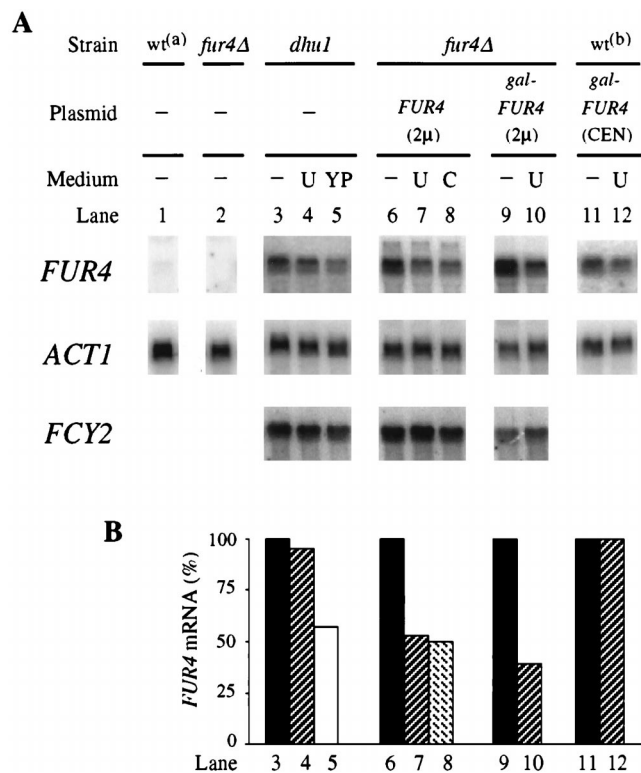 A
Strain wt(a) fur4Δ dhu1 fur4Δ wt(b)
Plasmid – – – FUR4 (2μ) gal-FUR4 (2μ) gal-FUR4 (CEN)
Medium – – – U YP – U C – U – U
Lane 1 2 3 4 5 6 7 8 9 10 11 12
FUR4
ACT1
FCY2
B
FUR4 mRNA (%)
100
75
50
25
0
Lane 3 4 5 6 7 8 9 10 11 12